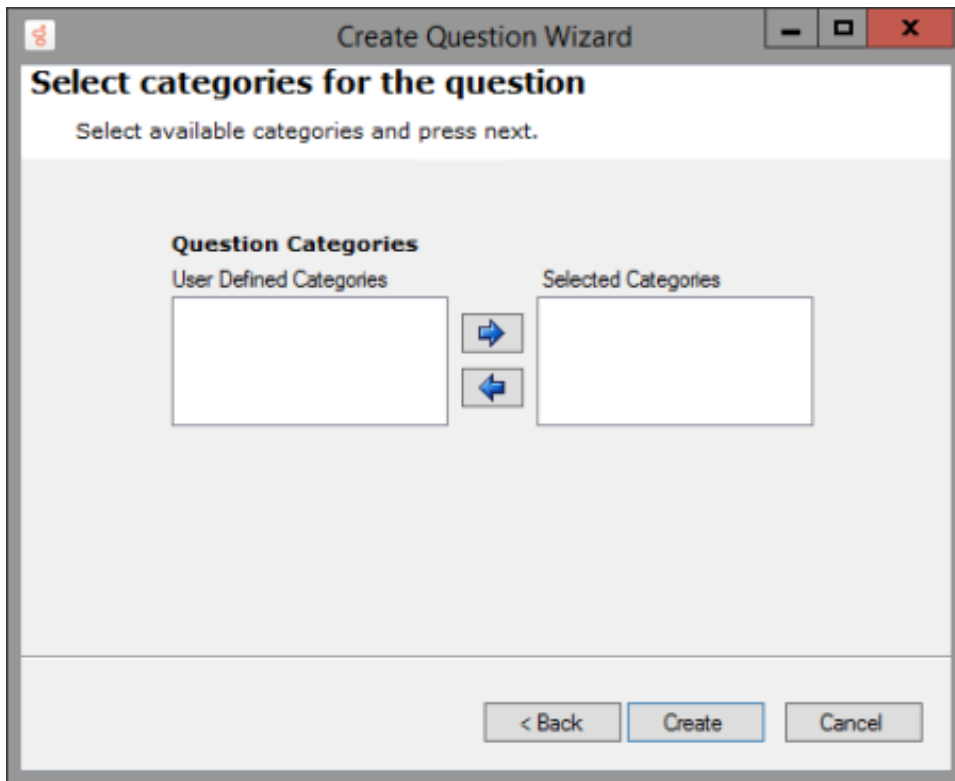 Create Question Wizard
Select categories for the question
Select available categories and press next.
Question Categories
User Defined Categories
Selected Categories
< Back
Create
Cancel